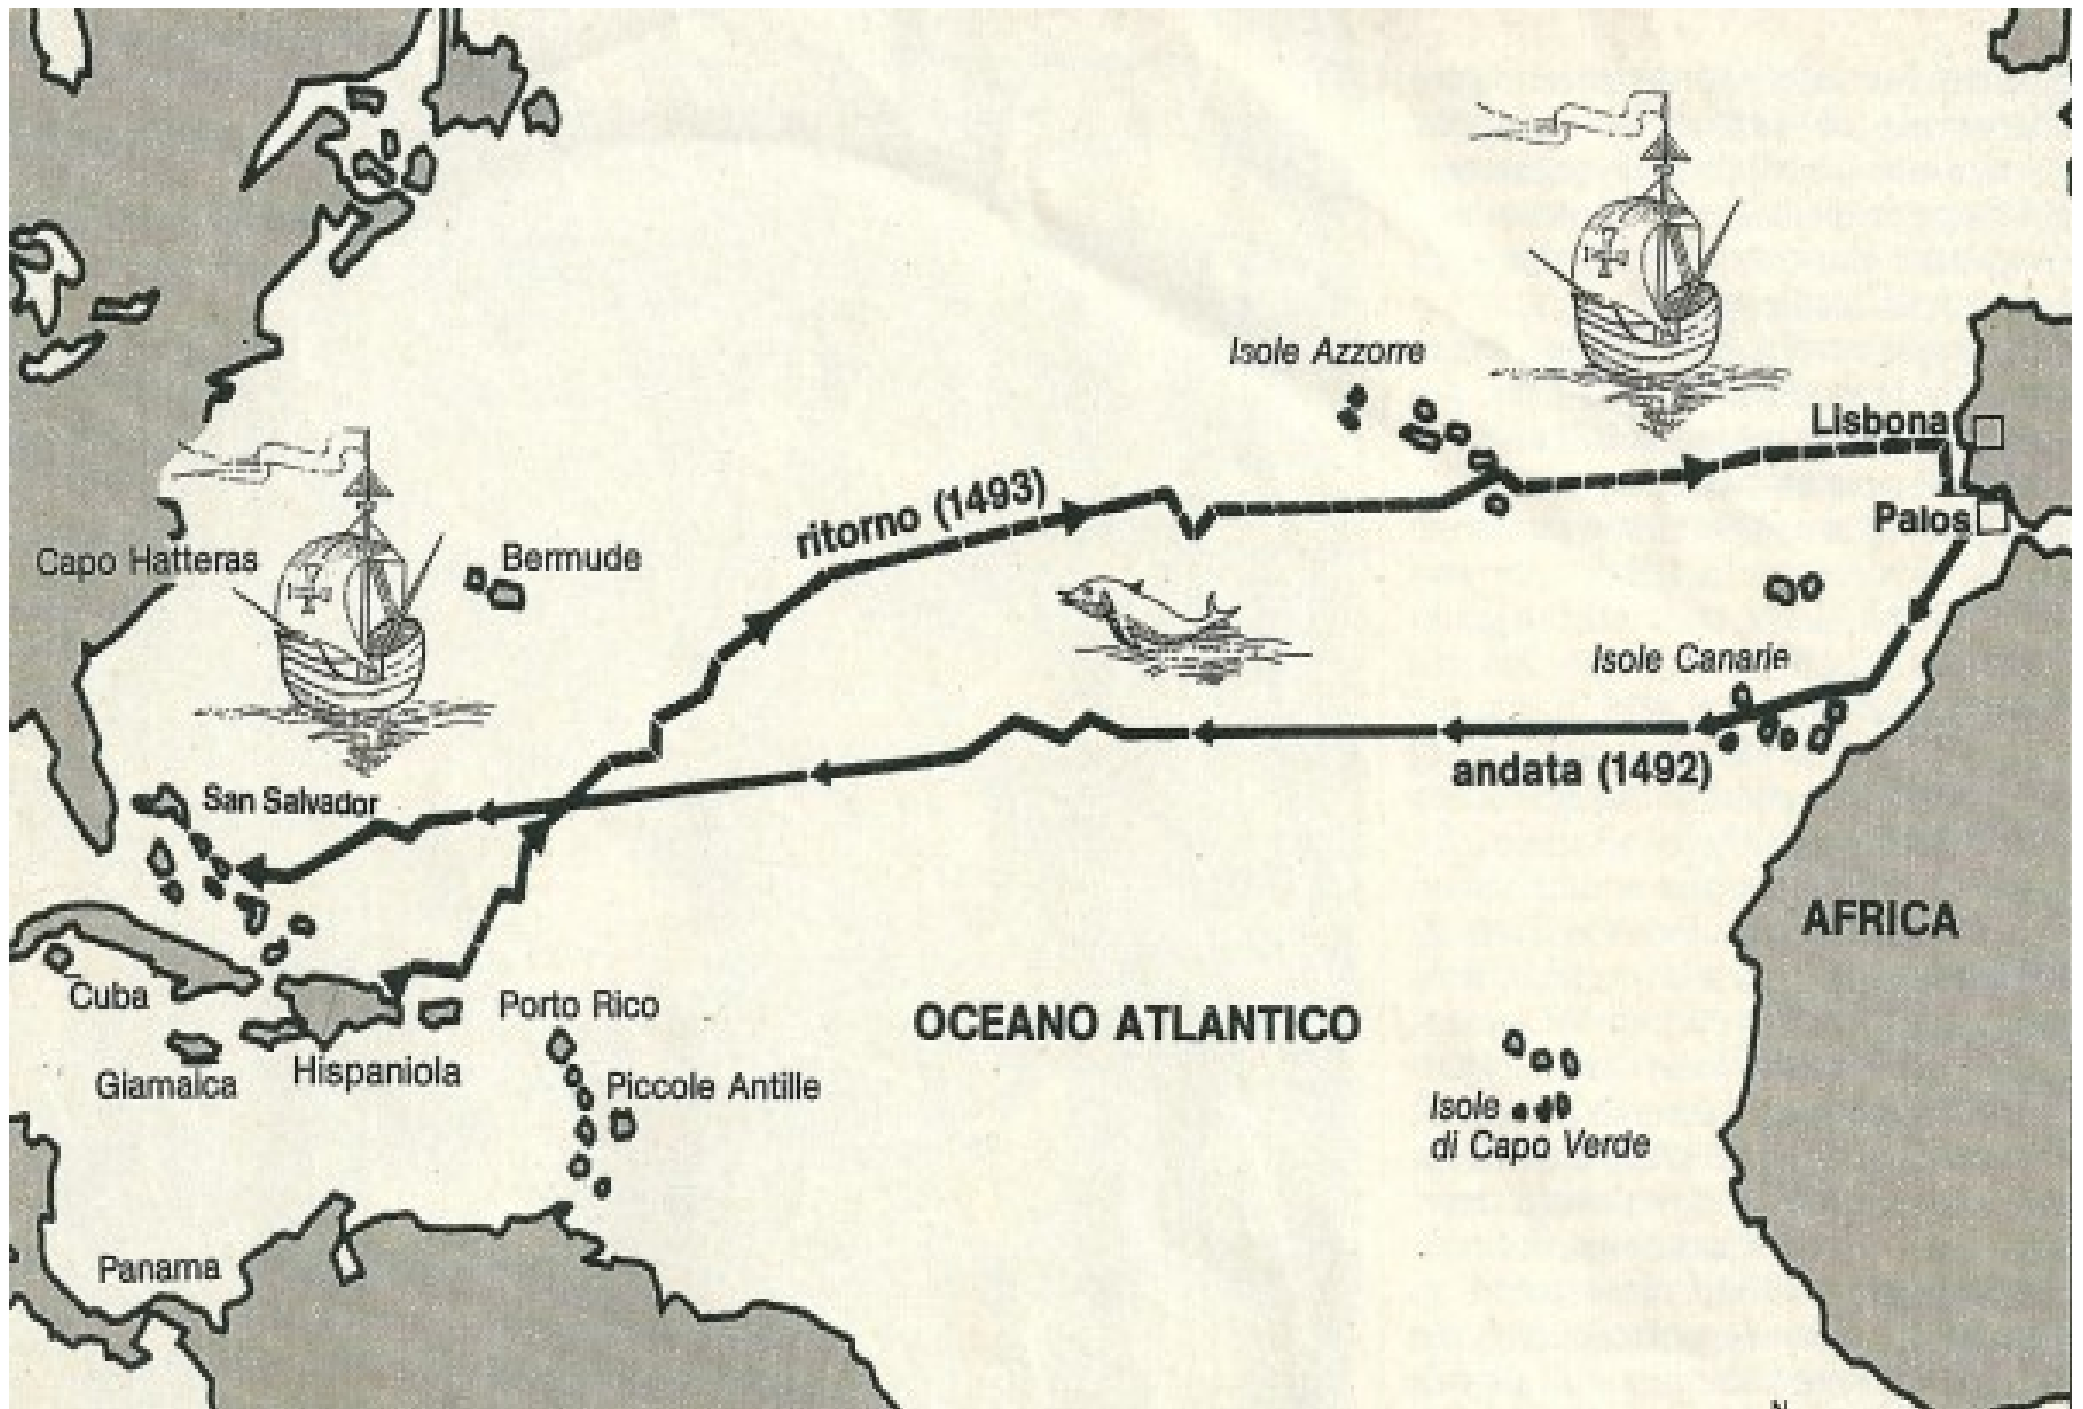 Isole Azzorre
Lisbona
ritorno (1493)
Palos
Capo Hatteras
Bermude
Isole Canarie
andata (1492)
San Salvador
AFRICA
Cuba
Porto Rico
OCEANO ATLANTICO
Hispaniola
Giamaica
Piccole Antille
Isole
di Capo Verde
Panama